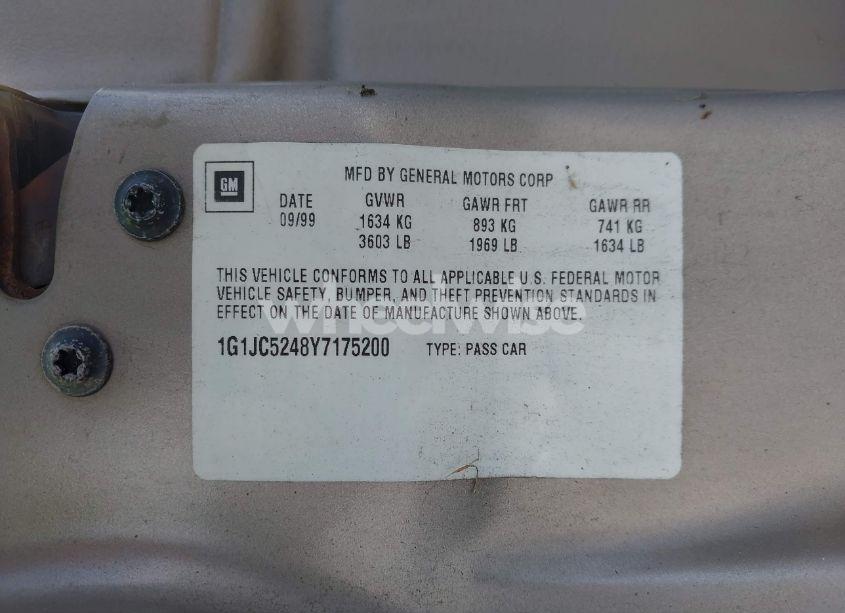 GM
MFD BY GENERAL MOTORS CORP
DATE GVWR GAWR FRT GAWR RR
09/99 1634 KG 893 KG 741 KG
3603 LB 1969 LB 1634 LB
THIS VEHICLE CONFORMS TO ALL APPLICABLE U.S. FEDERAL MOTOR
VEHICLE SAFETY, BUMPER, AND THEFT PREVENTION STANDARDS IN
EFFECT ON THE DATE OF MANUFACTURE SHOWN ABOVE.
wheelwise
1G1JC5248Y7175200 TYPE: PASS CAR